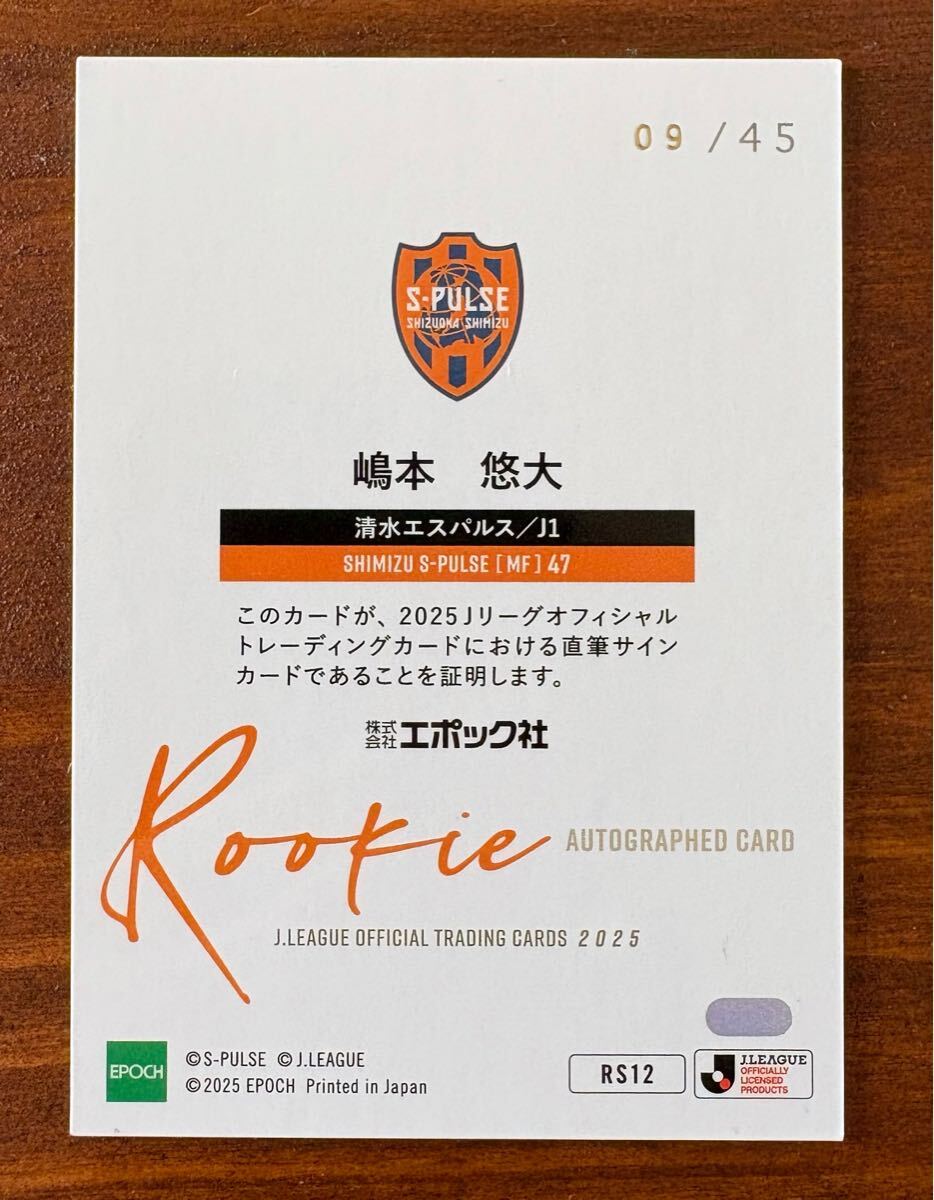 09/45
S-PULSE
SHIZUOKA SHIMIZU
嶋本　悠大
清水エスパルス／J1
SHIMIZU S-PULSE [MF] 47
このカードが、2025Jリーグオフィシャル
トレーディングカードにおける直筆サイン
カードであることを証明します。
株式会社エポック社
Rookie AUTOGRAPHED CARD
J.LEAGUE OFFICIAL TRADING CARDS 2025
EPOCH
©S-PULSE ©J.LEAGUE
©2025 EPOCH Printed in Japan
RS12
J.LEAGUE
OFFICIALLY
LICENSED
PRODUCTS